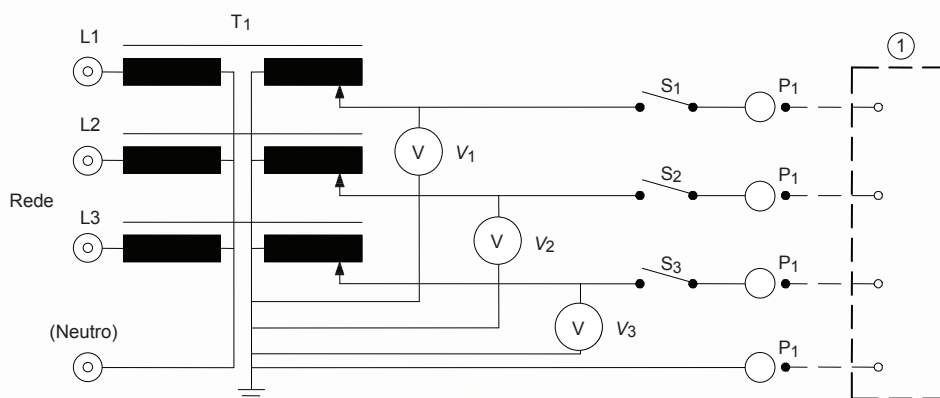 T1
L1
1
S1
P1
V
V1
L2
S2
P1
Rede
V
V2
L3
S3
P1
V
V3
(Neutro)
P1